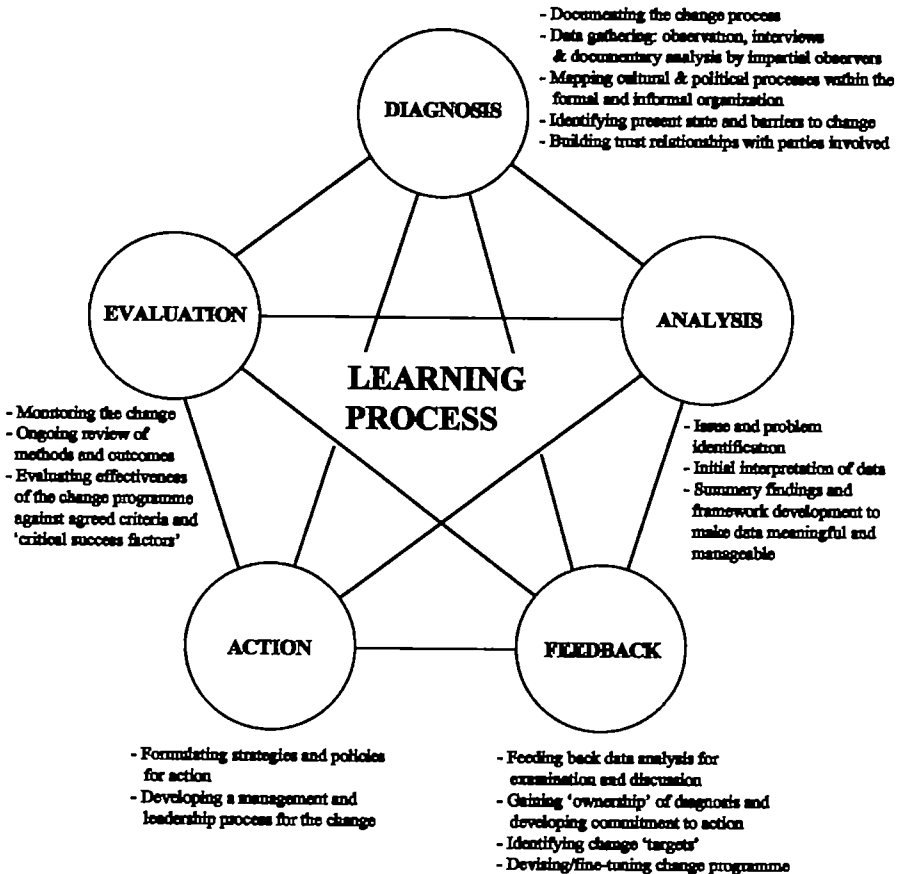 - Documenting the change process
- Data gathering: observation, interviews
& documentary analysis by impartial observers
- Mapping cultural & political processes within the
formal and informal organization
- Identifying present state and barriers to change
- Building trust relationships with parties involved
DIAGNOSIS
EVALUATION
ANALYSIS
LEARNING
PROCESS
- Monitoring the change
- Ongoing review of
methods and outcomes
- Evaluating effectiveness
of the change programme
against agreed criteria and
‘critical success factors’
- Issue and problem
identification
- Initial interpretation of data
- Summary findings and
framework development to
make data meaningful and
manageable
ACTION
FEEDBACK
- Formulating strategies and policies
for action
- Developing a management and
leadership process for the change
- Feeding back data analysis for
examination and discussion
- Gaining ‘ownership’ of diagnosis and
developing commitment to action
- Identifying change ‘targets’
- Devising/fine-tuning change programme